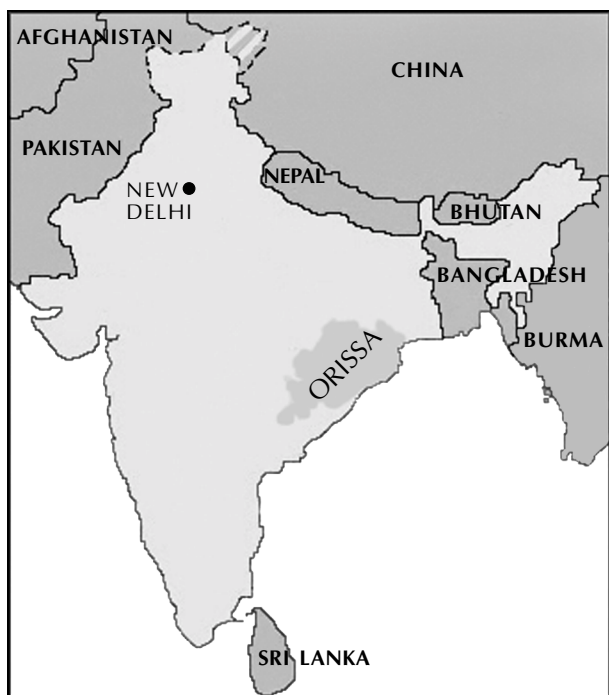 AFGHANISTAN
CHINA
PAKISTAN
NEPAL
NEW
DELHI
BHUTAN
BANGLADESH
BURMA
ORISSA
SRI LANKA